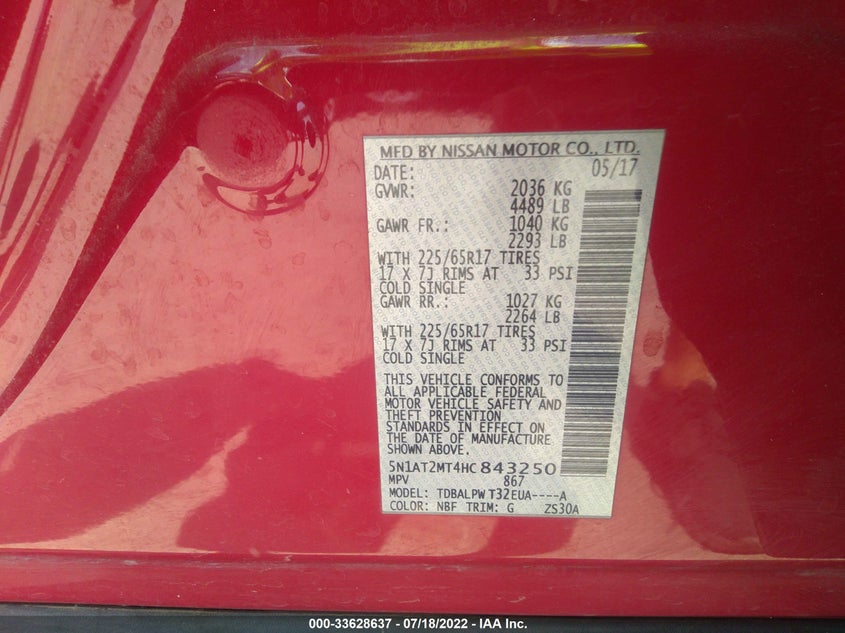 MFD BY NISSAN MOTOR CO., LTD.
DATE: 05/17
GVWR: 2036 KG
4489 LB
GAWR FR.: 1040 KG
2293 LB
WITH 225/65R17 TIRES
17 X 7J RIMS AT 33 PSI
COLD SINGLE
GAWR RR.: 1027 KG
2264 LB
WITH 225/65R17 TIRES
17 X 7J RIMS AT 33 PSI
COLD SINGLE
THIS VEHICLE CONFORMS TO
ALL APPLICABLE FEDERAL
MOTOR VEHICLE SAFETY AND
THEFT PREVENTION
STANDARDS IN EFFECT ON
THE DATE OF MANUFACTURE
SHOWN ABOVE.
5N1AT2MT4HC843250
MPV 867
MODEL: TDBALPW T32EUA----A
COLOR: NBF TRIM: G ZS30A
000-33628637 - 07/18/2022 - IAA Inc.